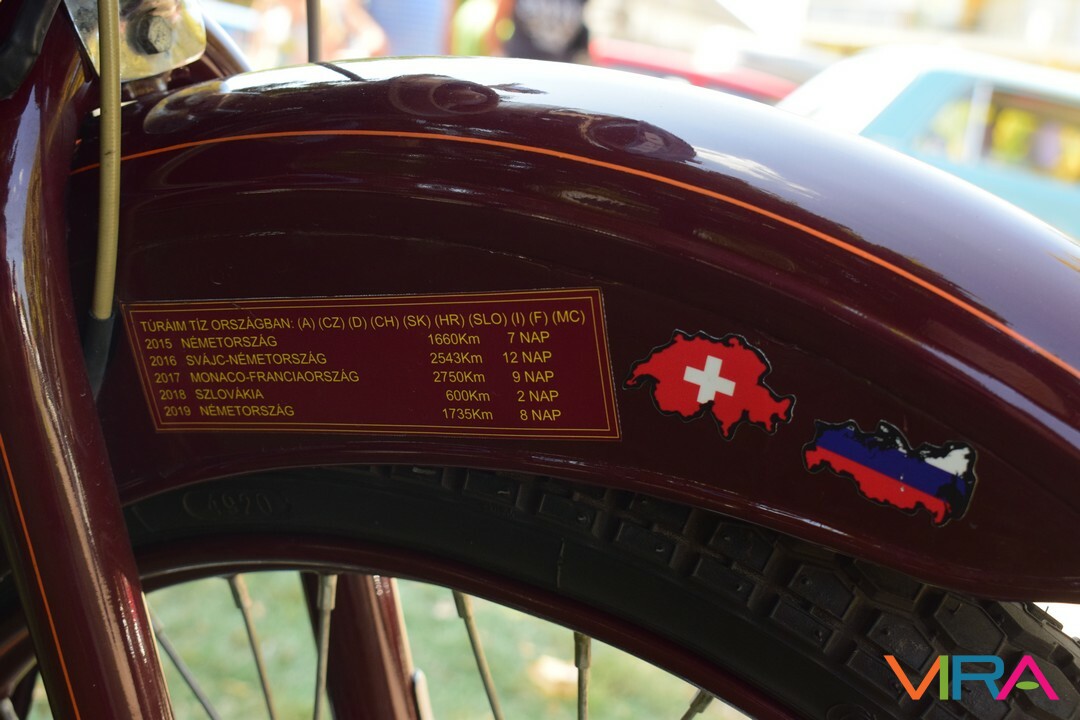 TÚRÁIM TÍZ ORSZÁGBAN: (A) (CZ) (D) (CH) (SK) (HR) (SLO) (I) (F) (MC)
2015 NÉMETORSZÁG 1660Km 7 NAP
2016 SVÁJC-NÉMETORSZÁG 2543Km 12 NAP
2017 MONACO-FRANCIAORSZÁG 2750Km 9 NAP
2018 SZLOVÁKIA 600Km 2 NAP
2019 NÉMETORSZÁG 1735Km 8 NAP
4920
VIRA